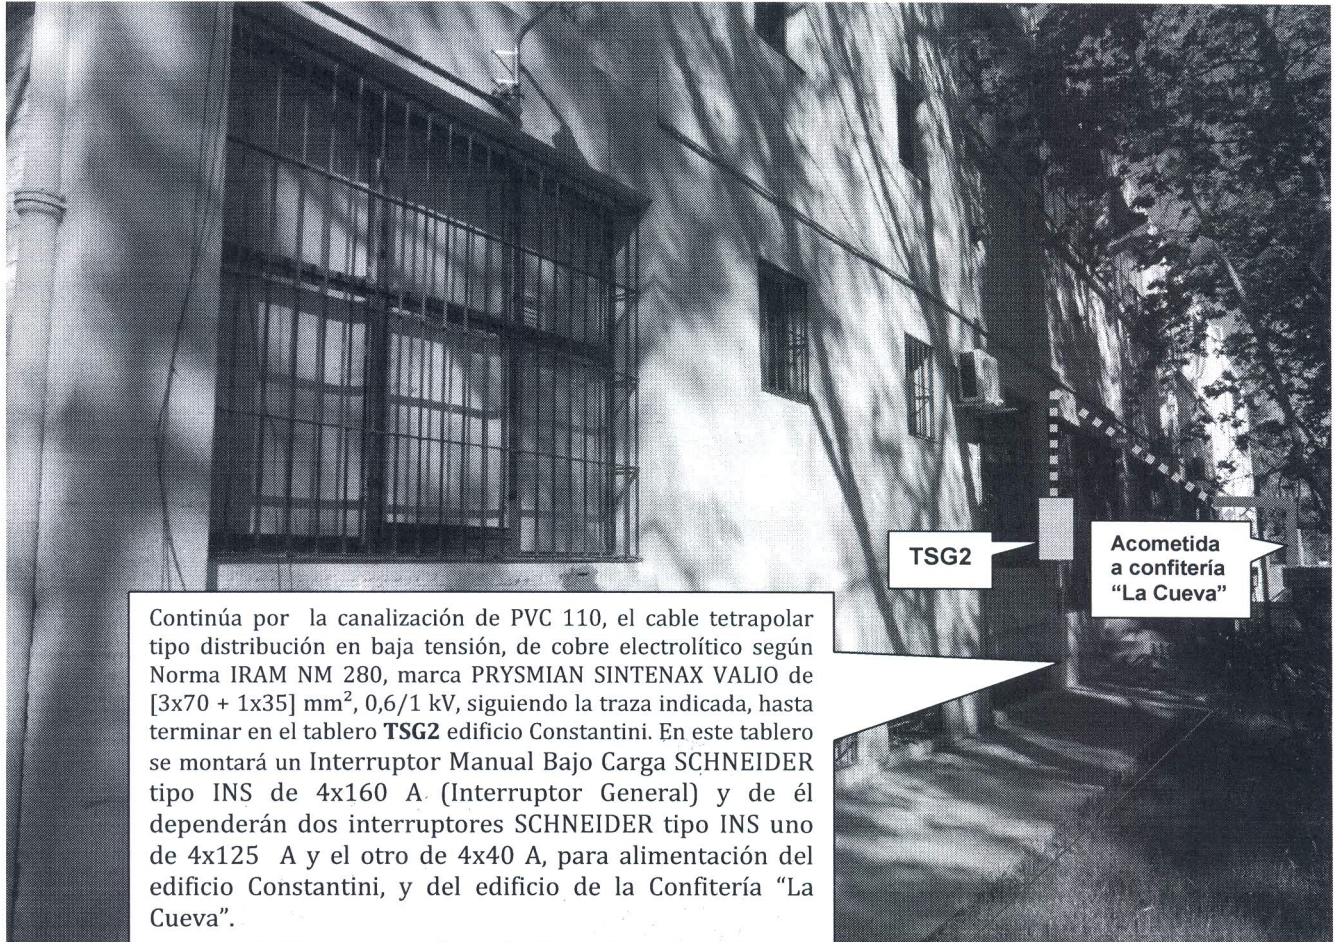 TSG2
Acometida
a confitería
“La Cueva”
Continúa por la canalización de PVC 110, el cable tetrapolar
tipo distribución en baja tensión, de cobre electrolítico según
Norma IRAM NM 280, marca PRYSMIAN SINTENAX VALIO de
[3x70 + 1x35] mm², 0,6/1 kV, siguiendo la traza indicada, hasta
terminar en el tablero TSG2 edificio Constantini. En este tablero
se montará un Interruptor Manual Bajo Carga SCHNEIDER
tipo INS de 4x160 A (Interruptor General) y de él
dependerán dos interruptores SCHNEIDER tipo INS uno
de 4x125 A y el otro de 4x40 A, para alimentación del
edificio Constantini, y del edificio de la Confitería “La
Cueva”.